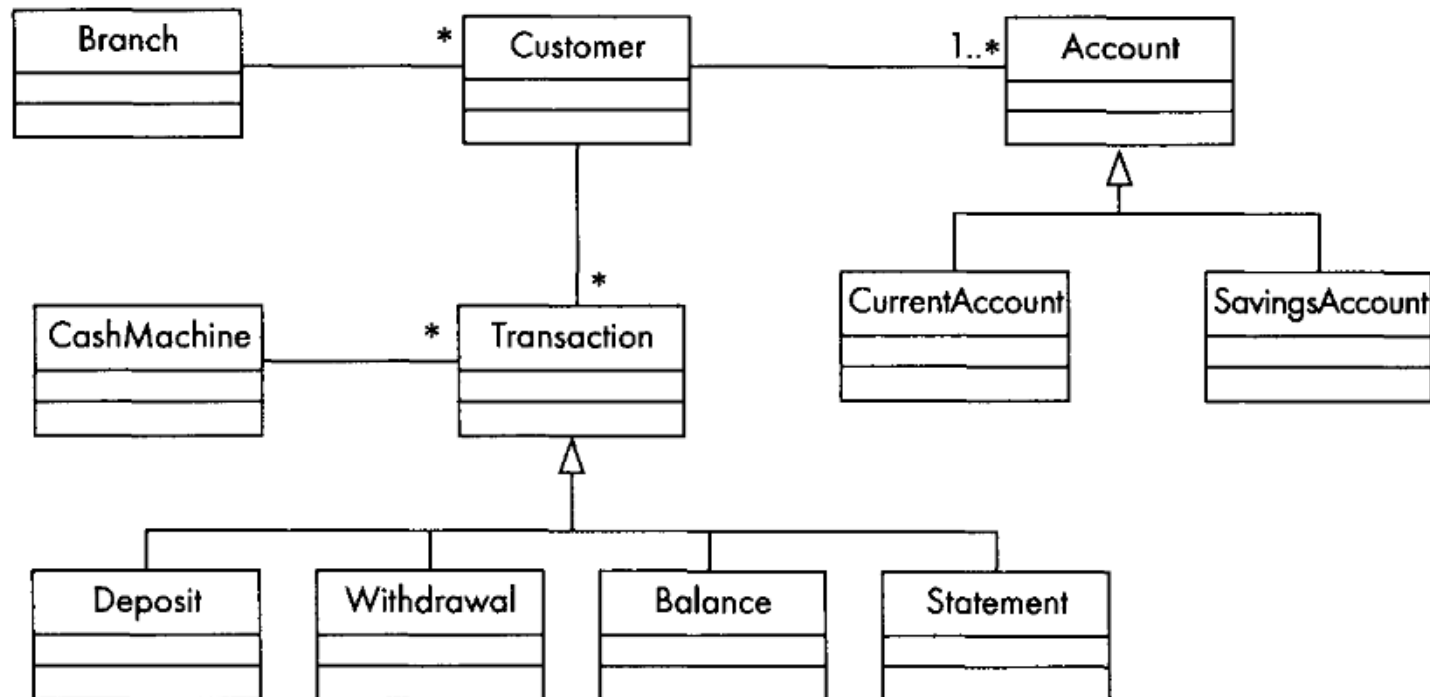 Branch
*
Customer
1..*
Account
*
CashMachine
*
Transaction
CurrentAccount
SavingsAccount
Deposit
Withdrawal
Balance
Statement